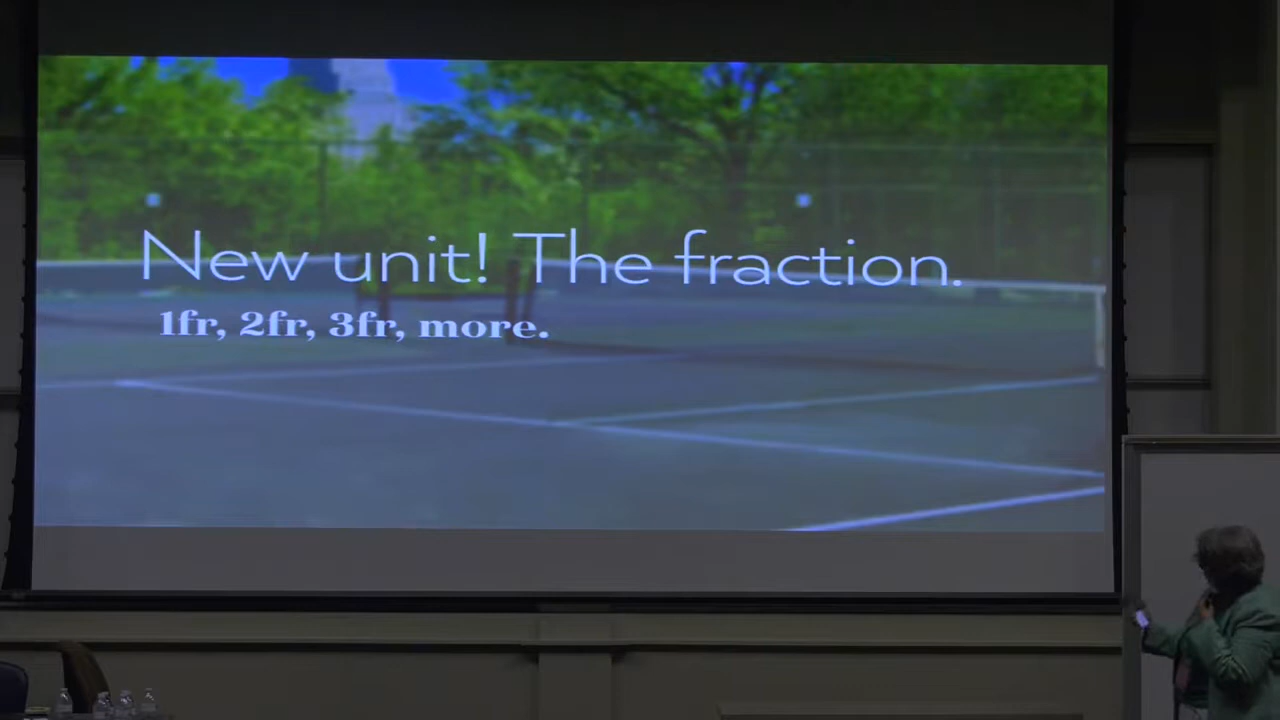 New unit! The fraction.
1fr, 2fr, 3fr, more.